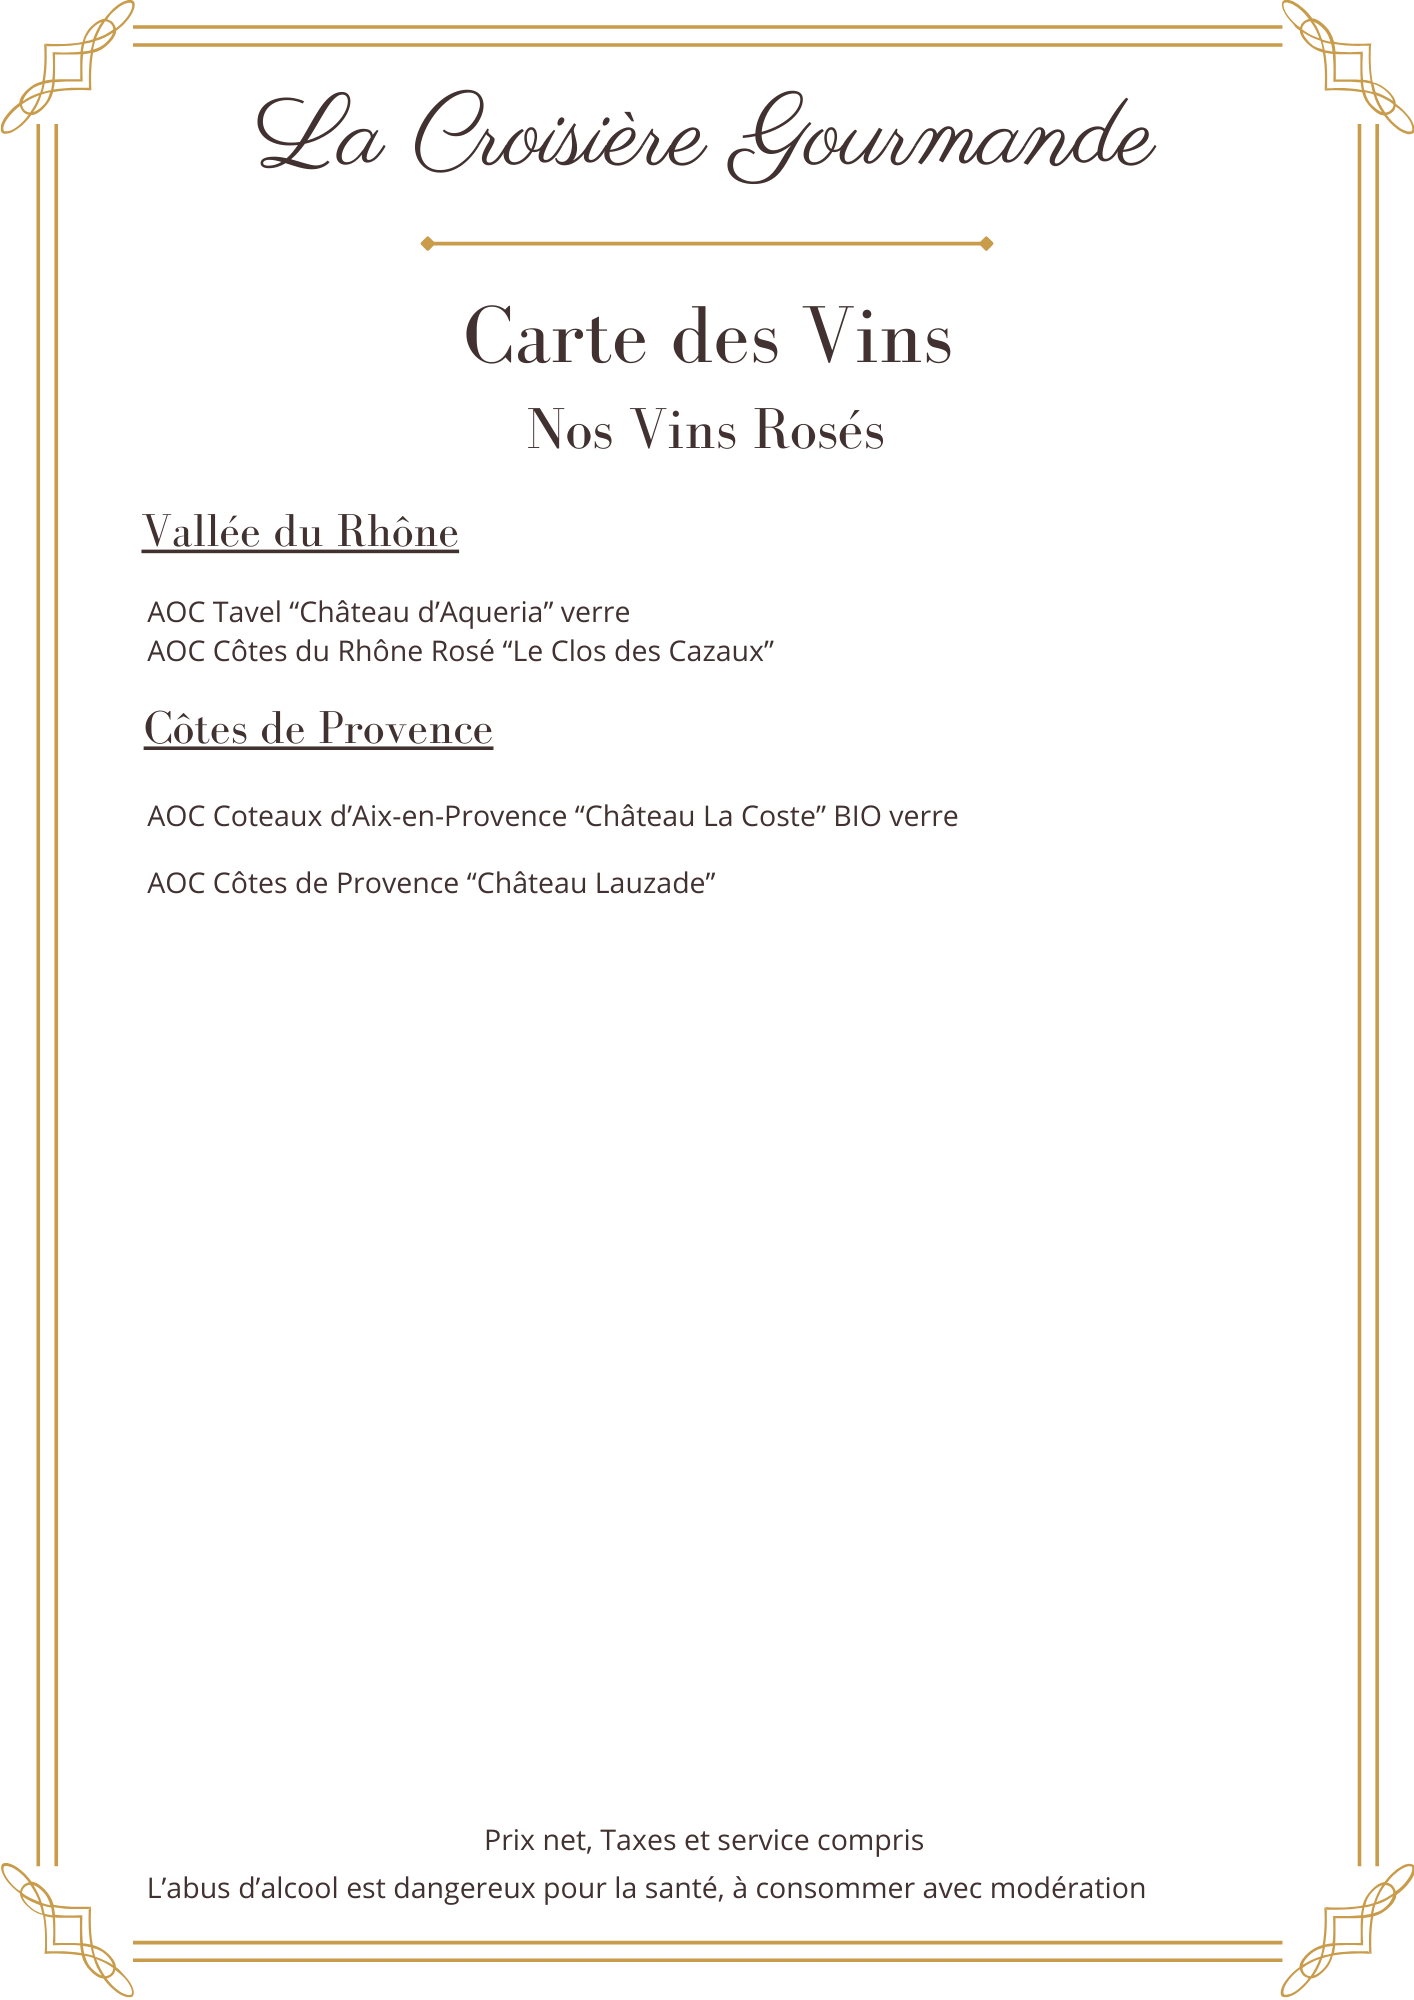 La Croisière Gourmande
Carte des Vins
Nos Vins Rosés
Vallée du Rhône
AOC Tavel “Château d’Aqueria” verre
AOC Côtes du Rhône Rosé “Le Clos des Cazaux”
Côtes de Provence
AOC Coteaux d’Aix-en-Provence “Château La Coste” BIO verre
AOC Côtes de Provence “Château Lauzade”
Prix net, Taxes et service compris
L’abus d’alcool est dangereux pour la santé, à consommer avec modération